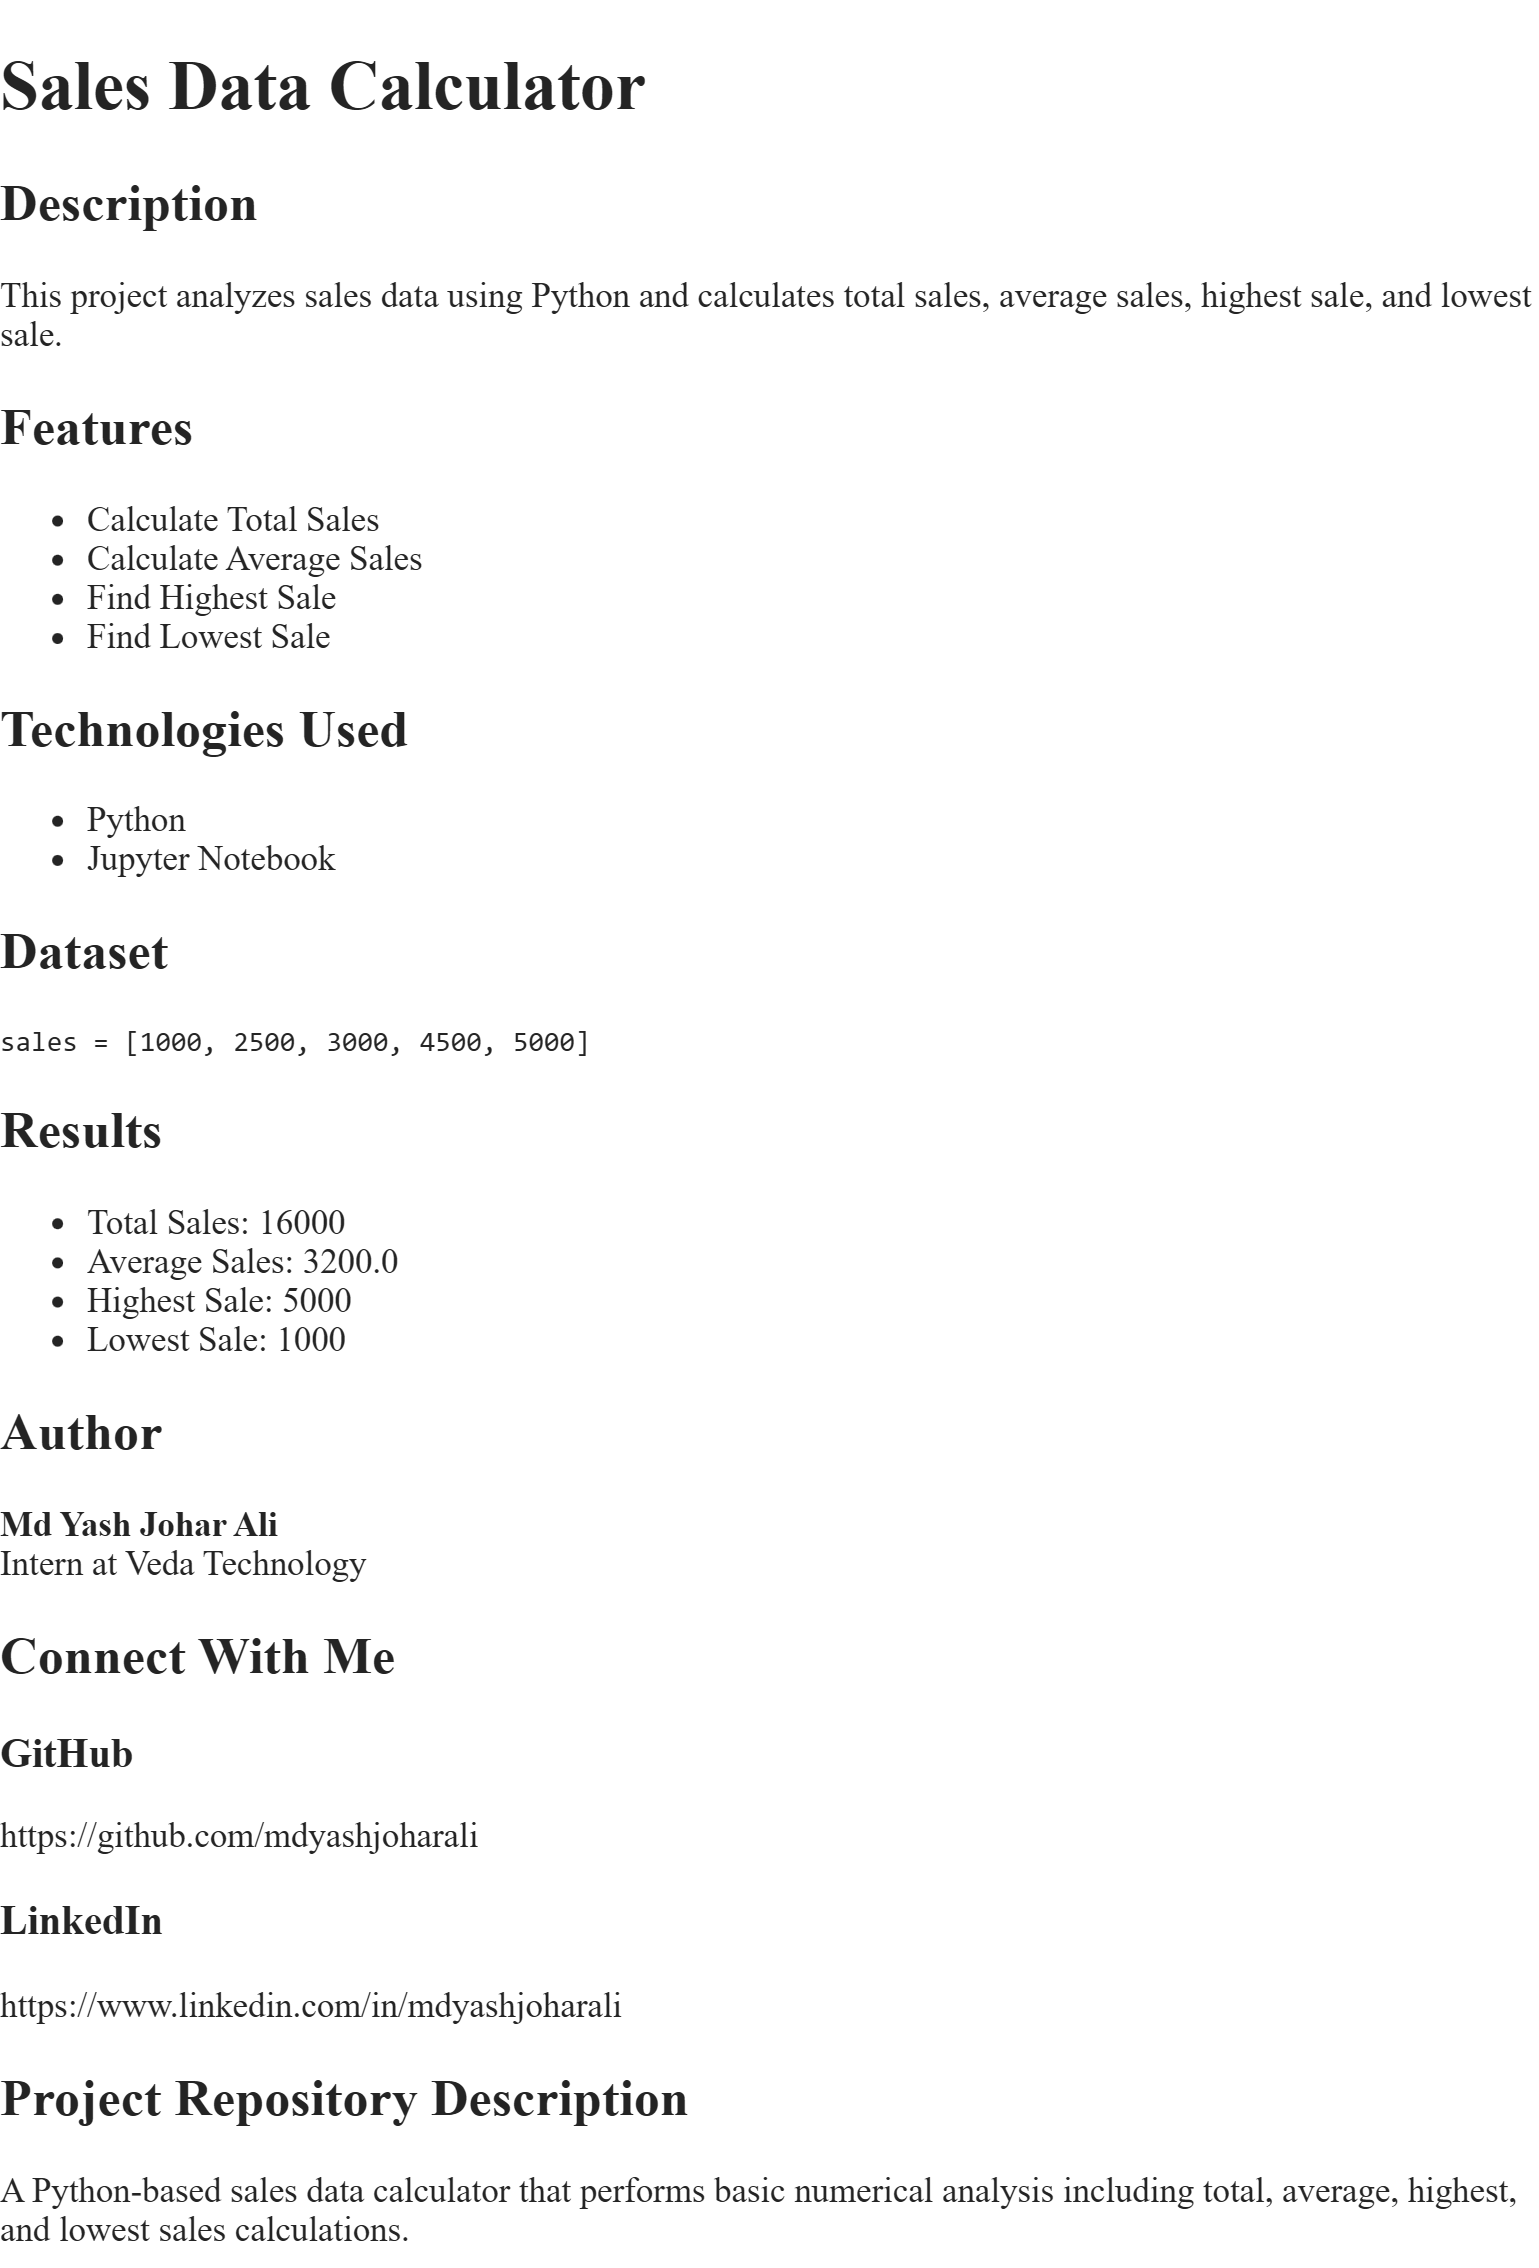 Sales Data Calculator
Description
This project analyzes sales data using Python and calculates total sales, average sales, highest sale, and lowest
sale.
Features
• Calculate Total Sales
• Calculate Average Sales
• Find Highest Sale
• Find Lowest Sale
Technologies Used
• Python
• Jupyter Notebook
Dataset
sales = [1000, 2500, 3000, 4500, 5000]
Results
• Total Sales: 16000
• Average Sales: 3200.0
• Highest Sale: 5000
• Lowest Sale: 1000
Author
Md Yash Johar Ali
Intern at Veda Technology
Connect With Me
GitHub
https://github.com/mdyashjoharali
LinkedIn
https://www.linkedin.com/in/mdyashjoharali
Project Repository Description
A Python-based sales data calculator that performs basic numerical analysis including total, average, highest,
and lowest sales calculations.